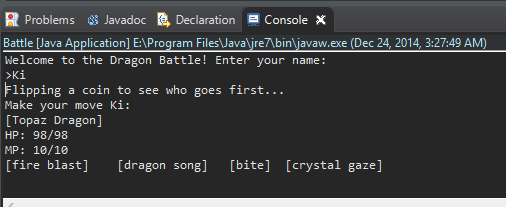 Problems @ Javadoc Declaration Console
Battle [Java Application] E:\Program Files\Java\jre7\bin\javaw.exe (Dec 24, 2014, 3:27:49 AM)
Welcome to the Dragon Battle! Enter your name:
>Ki
Flipping a coin to see who goes first...
Make your move Ki:
[Topaz Dragon]
HP: 98/98
MP: 10/10
[fire blast] [dragon song] [bite] [crystal gaze]